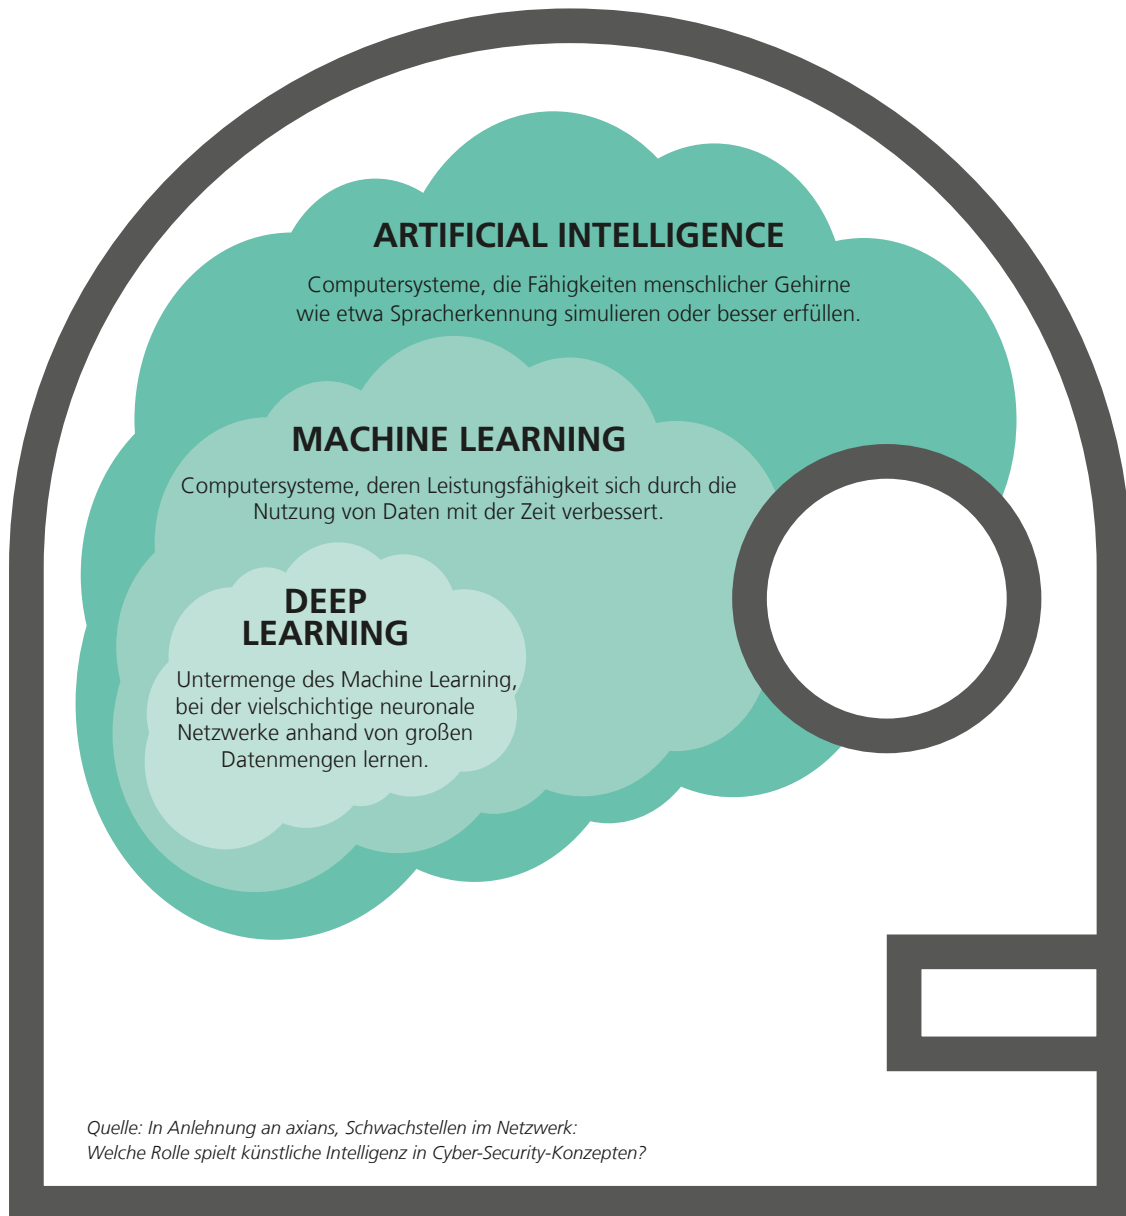 ARTIFICIAL INTELLIGENCE
Computersysteme, die Fähigkeiten menschlicher Gehirne
wie etwa Spracherkennung simulieren oder besser erfüllen.
MACHINE LEARNING
Computersysteme, deren Leistungsfähigkeit sich durch die
Nutzung von Daten mit der Zeit verbessert.
DEEP
LEARNING
Untermenge des Machine Learning,
bei der vielschichtige neuronale
Netzwerke anhand von großen
Datenmengen lernen.
Quelle: In Anlehnung an axians, Schwachstellen im Netzwerk:
Welche Rolle spielt künstliche Intelligenz in Cyber-Security-Konzepten?